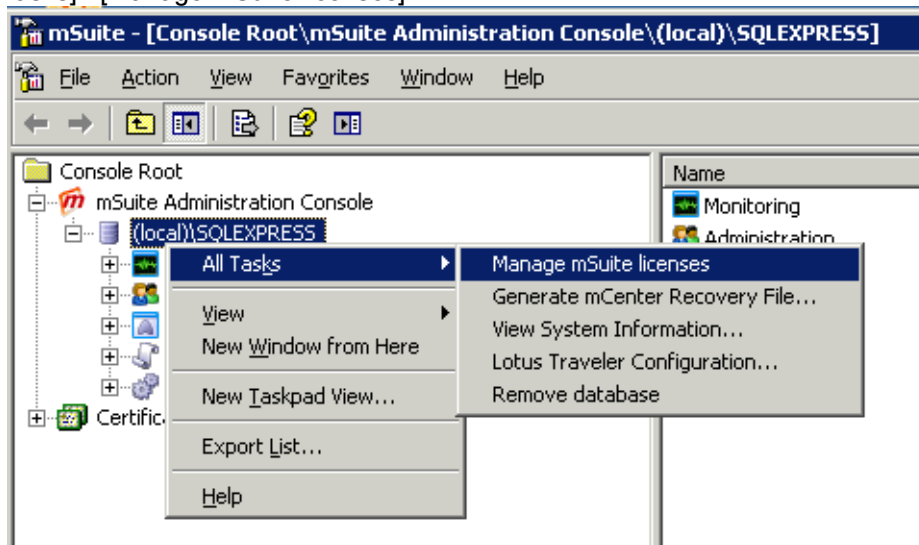 mSuite - [Console Root\mSuite Administration Console\(local)\SQLEXPRESS]
File Action View Favorites Window Help
Console Root
mSuite Administration Console
(local)\SQLEXPRESS
Certific
All Tasks
View
New Window from Here
New Taskpad View...
Export List...
Help
Manage mSuite licenses
Generate mCenter Recovery File...
View System Information...
Lotus Traveler Configuration...
Remove database
Name
Monitoring
Administration